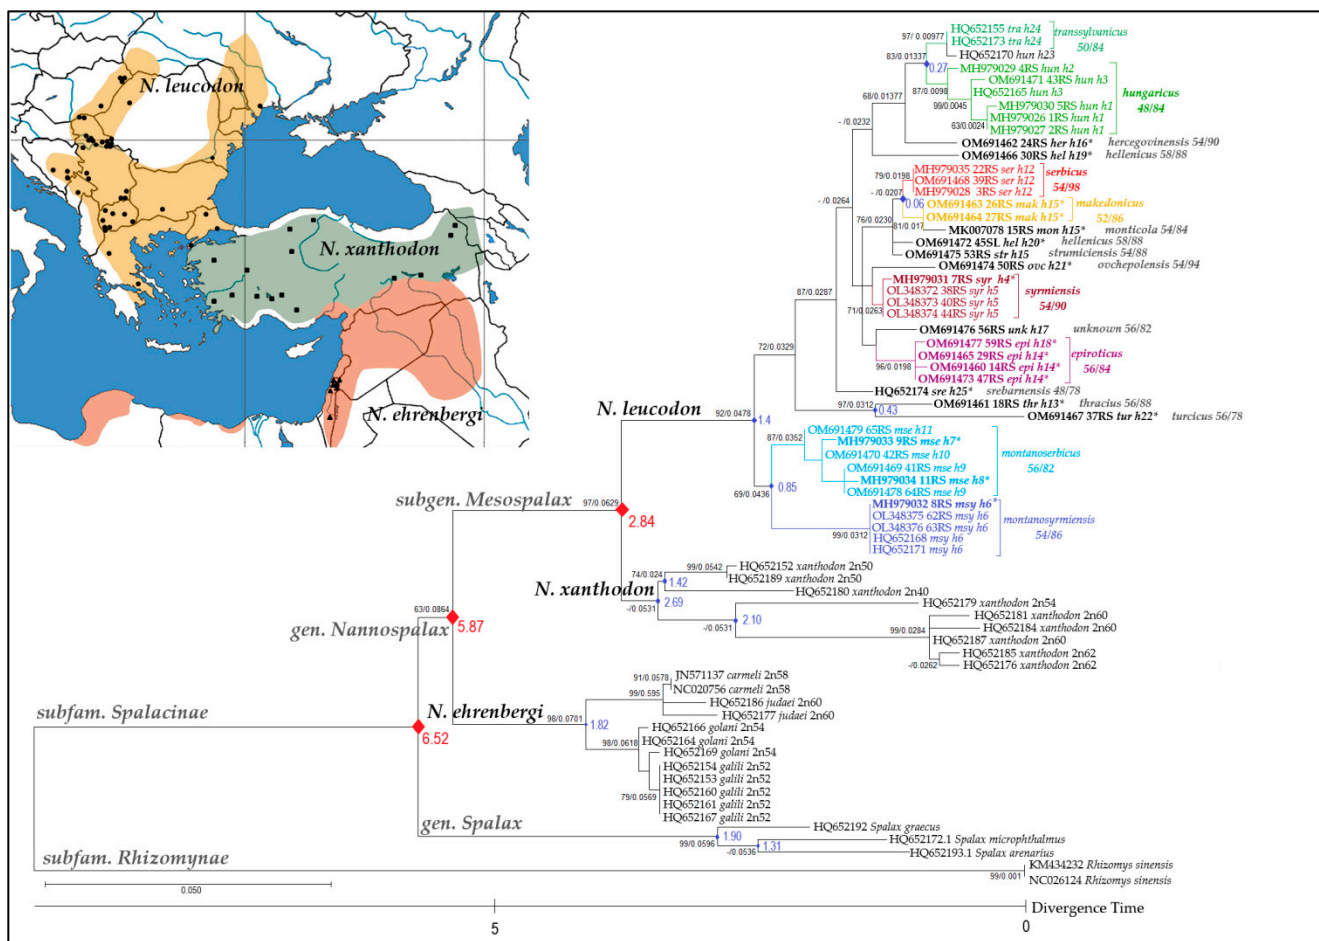 N. leucodon
N. xanthodon
N. ehrenbergi
HQ652155 tra h24
HQ652173 tra h24
transsylvanicus
50/84
97/ 0.00977
HQ652170 hun h23
83/0.01337
0.27
MH979029 4RS hun h2
OM691471 43RS hun h3
87/0.0098
HQ652165 hun h3
hungaricus
48/84
99/0.0045
MH979030 5RS hun h1
MH979026 1RS hun h1
63/0.0024
MH979027 2RS hun h1
68/0.01377
OM691462 24RS her h16*
hercegovinensis 54/90
-/0.0232
OM691466 30RS hel h19*
hellenicus 58/88
79/0.0198
MH979035 22RS ser h12
OM691468 39RS ser h12
MH979028 3RS ser h12
serbicus
54/98
-/0.0207
0.06
OM691463 26RS mak h15*
OM691464 27RS mak h15*
makedonicus
52/86
-/0.0264
76/0.0230
81/0.017
MK007078 15RS mon h15*
monticola 54/84
OM691472 45SL hel h20*
hellenicus 58/88
OM691475 53RS str h15
strumiciensis 54/88
OM691474 50RS ovc h21*
ovchepolensis 54/94
MH979031 7RS syr h4*
OL348372 38RS syr h5
OL348373 40RS syr h5
OL348374 44RS syr h5
syrmiensis
54/90
87/0.0287
71/0.0263
OM691476 56RS unk h17
unknown 56/82
OM691477 59RS epi h18*
OM691465 29RS epi h14*
OM691460 14RS epi h14*
OM691473 47RS epi h14*
epiroticus
56/84
96/0.0198
72/0.0329
HQ652174 sre h25*
srebarnensis 48/78
97/0.0312
OM691461 18RS thr h13*
thracius 56/88
0.43
OM691467 37RS tur h22*
turcicus 56/78
N. leucodon
92/0.0478
1.4
OM691479 65RS mse h11
87/0.0352
MH979033 9RS mse h7*
OM691470 42RS mse h10
OM691469 41RS mse h9
MH979034 11RS mse h8*
OM691478 64RS mse h9
montanoserbicus
56/82
0.85
69/0.0436
MH979032 8RS msy h6*
OL348375 62RS msy h6
OL348376 63RS msy h6
HQ652168 msy h6
HQ652171 msy h6
montanosyrmiensis
54/86
99/0.0312
subgen. Mesospalax
97/0.0629
2.84
N. xanthodon
99/0.0542
HQ652152 xanthodon 2n50
HQ652189 xanthodon 2n50
74/0.024
1.42
HQ652180 xanthodon 2n40
2.69
-/0.0531
HQ652179 xanthodon 2n54
2.10
-/0.0531
HQ652181 xanthodon 2n60
HQ652184 xanthodon 2n60
99/0.0284
HQ652187 xanthodon 2n60
HQ652185 xanthodon 2n62
-/0.0262
HQ652176 xanthodon 2n62
63/0.0864
gen. Nannospalax
5.87
91/0.0578
JN571137 carmeli 2n58
NC020756 carmeli 2n58
99/0.595
HQ652186 judaei 2n60
HQ652177 judaei 2n60
N. ehrenbergi
98/0.0701
1.82
HQ652166 golani 2n54
98/0.0618
HQ652164 golani 2n54
HQ652169 golani 2n54
HQ652154 galili 2n52
HQ652153 galili 2n52
HQ652160 galili 2n52
79/0.0569
HQ652161 galili 2n52
HQ652167 galili 2n52
subfam. Spalacinae
6.52
gen. Spalax
HQ652192 Spalax graecus
1.90
99/0.0596
HQ652172.1 Spalax microphthalmus
1.31
-/0.0536
HQ652193.1 Spalax arenarius
subfam. Rhizomynae
KM434232 Rhizomys sinensis
99/0.001
NC026124 Rhizomys sinensis
0.050
Divergence Time
5
0